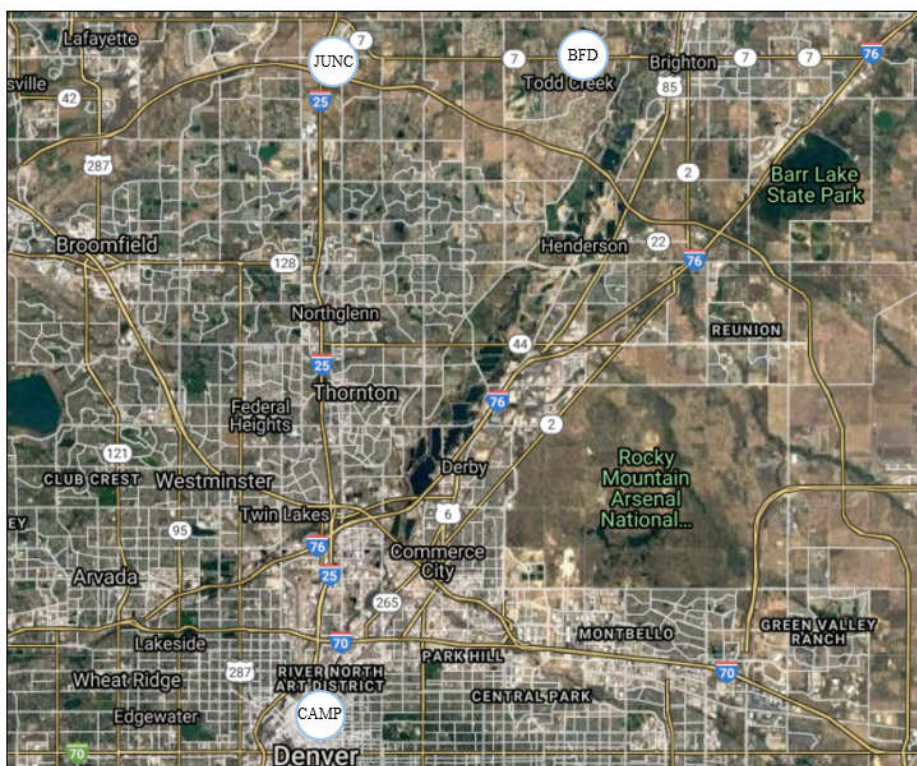 Lafayette
7
JUNC
BFD
7
Brighton
7
7
76
sville
42
25
Todd Creek
85
287
2
Barr Lake
State Park
Broomfield
128
Henderson
22
76
Northglenn
44
REUNION
25
Thornton
76
Federal
Heights
2
121
CLUB CREST
Westminster
Derby
Rocky
Mountain
Arsenal
National...
EY
95
Twin Lakes
6
76
Commerce
City
25
Arvada
265
Lakeside
70
MONTBELLO
GREEN VALLEY
RANCH
PARK HILL
287
RIVER NORTH
ART DISTRICT
70
Wheat Ridge
CENTRAL PARK
Edgewater
CAMP
70
Denver